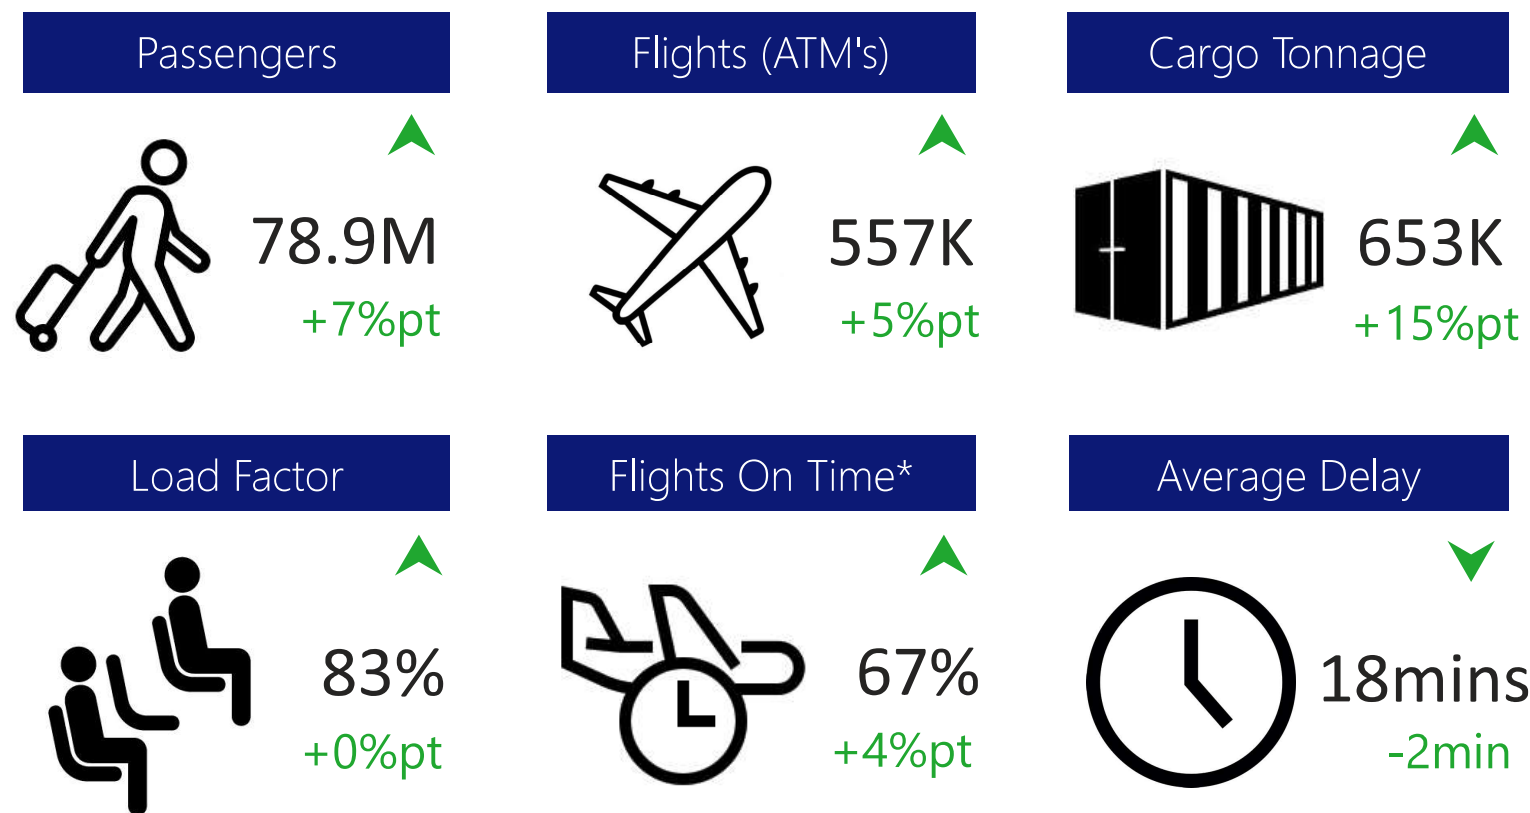 Passengers
78.9M
+7%pt
Flights (ATM's)
557K
+5%pt
Cargo Tonnage
653K
+15%pt
Load Factor
83%
+0%pt
Flights On Time*
67%
+4%pt
Average Delay
18mins
-2min